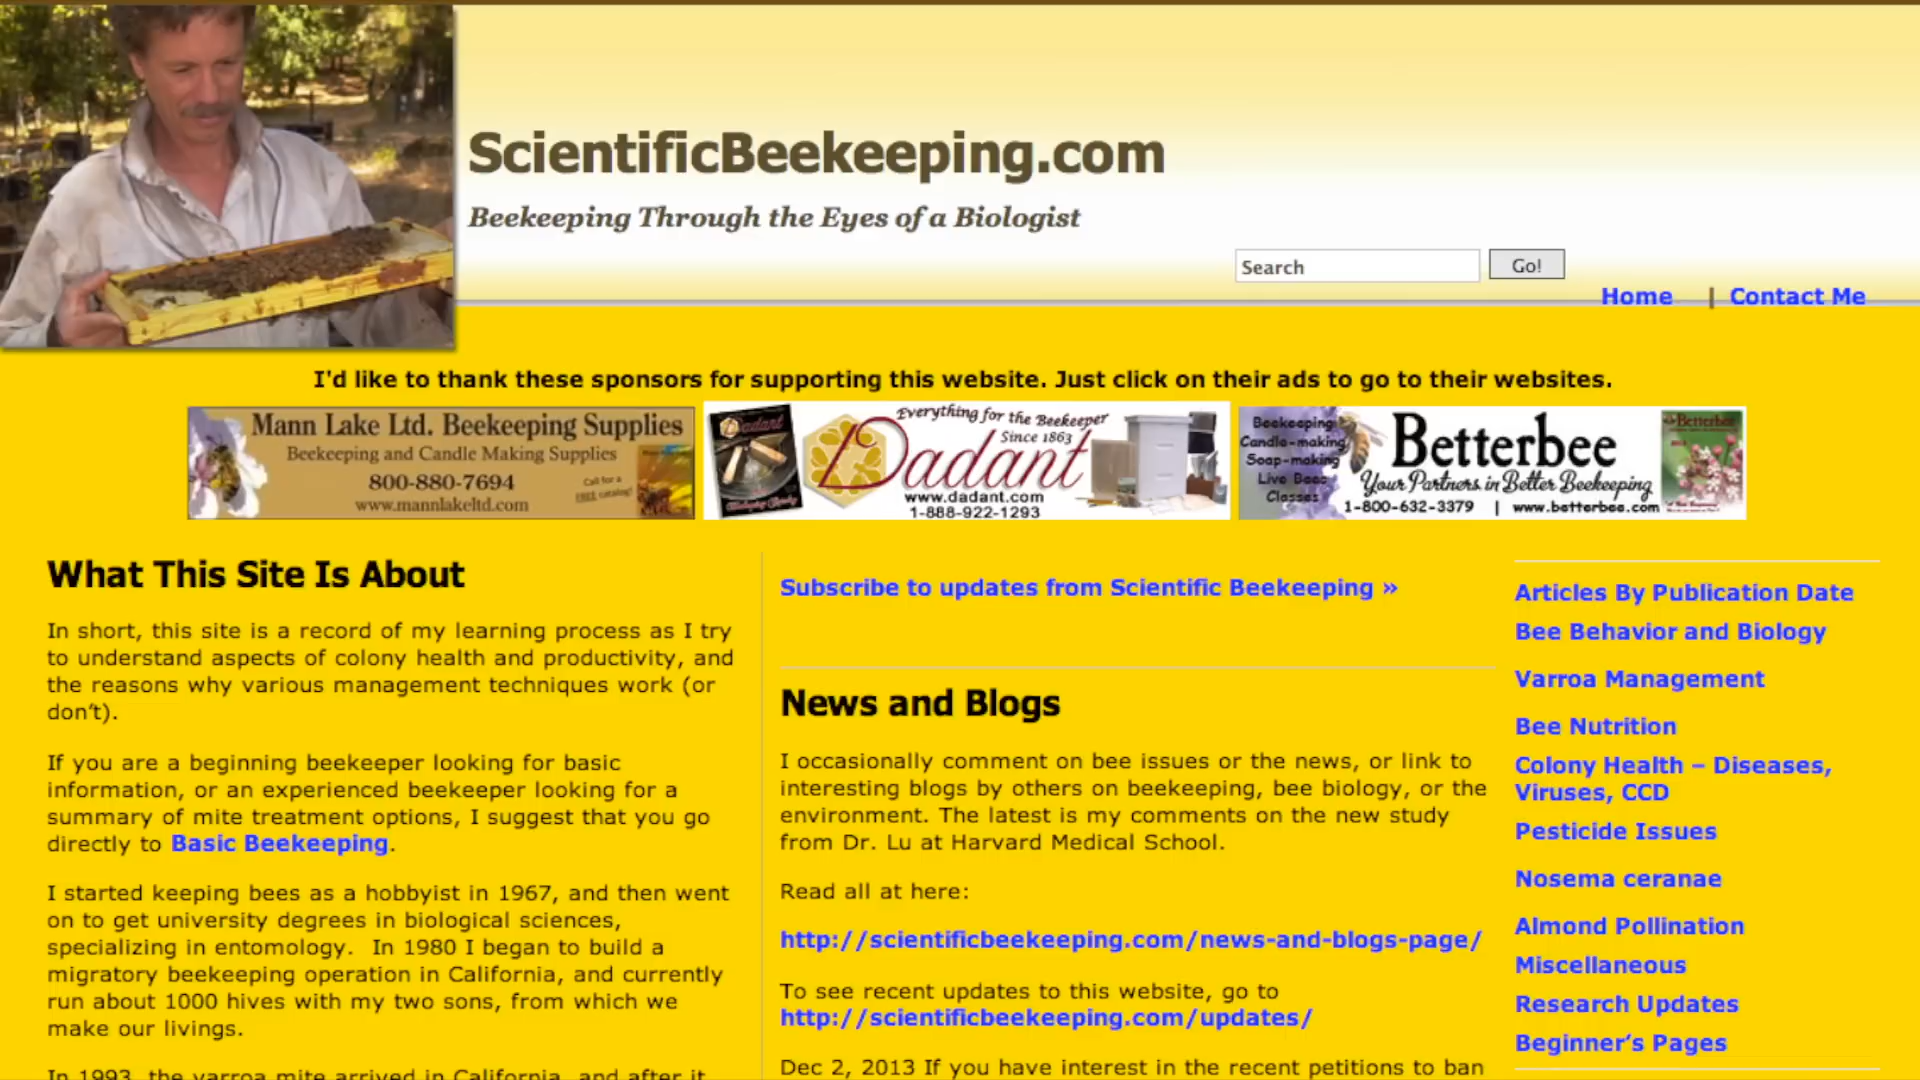 ScientificBeekeeping.com
Beekeeping Through the Eyes of a Biologist
Search
Go!
Home | Contact Me
I'd like to thank these sponsors for supporting this website. Just click on their ads to go to their websites.
Mann Lake Ltd. Beekeeping Supplies
Beekeeping and Candle Making Supplies
800-880-7694
Call for a
FREE catalog!
www.mannlakeltd.com
Everything for the Beekeeper
Since 1863
Dadant
Dadant
www.dadant.com
1-888-922-1293
Beekeeping
Candle-making
Soap-making
Live Bees
Classes
Betterbee
Your Partners in Better Beekeeping
1-800-632-3379 | www.betterbee.com
Betterbee
What This Site Is About
In short, this site is a record of my learning process as I try
to understand aspects of colony health and productivity, and
the reasons why various management techniques work (or
don't).
If you are a beginning beekeeper looking for basic
information, or an experienced beekeeper looking for a
summary of mite treatment options, I suggest that you go
directly to Basic Beekeeping.
I started keeping bees as a hobbyist in 1967, and then went
on to get university degrees in biological sciences,
specializing in entomology. In 1980 I began to build a
migratory beekeeping operation in California, and currently
run about 1000 hives with my two sons, from which we
make our livings.
In 1993, the varroa mite arrived in California, and after it
Subscribe to updates from Scientific Beekeeping »
News and Blogs
I occasionally comment on bee issues or the news, or link to
interesting blogs by others on beekeeping, bee biology, or the
environment. The latest is my comments on the new study
from Dr. Lu at Harvard Medical School.
Read all at here:
http://scientificbeekeeping.com/news-and-blogs-page/
To see recent updates to this website, go to
http://scientificbeekeeping.com/updates/
Dec 2, 2013 If you have interest in the recent petitions to ban
Articles By Publication Date
Bee Behavior and Biology
Varroa Management
Bee Nutrition
Colony Health – Diseases,
Viruses, CCD
Pesticide Issues
Nosema ceranae
Almond Pollination
Miscellaneous
Research Updates
Beginner's Pages